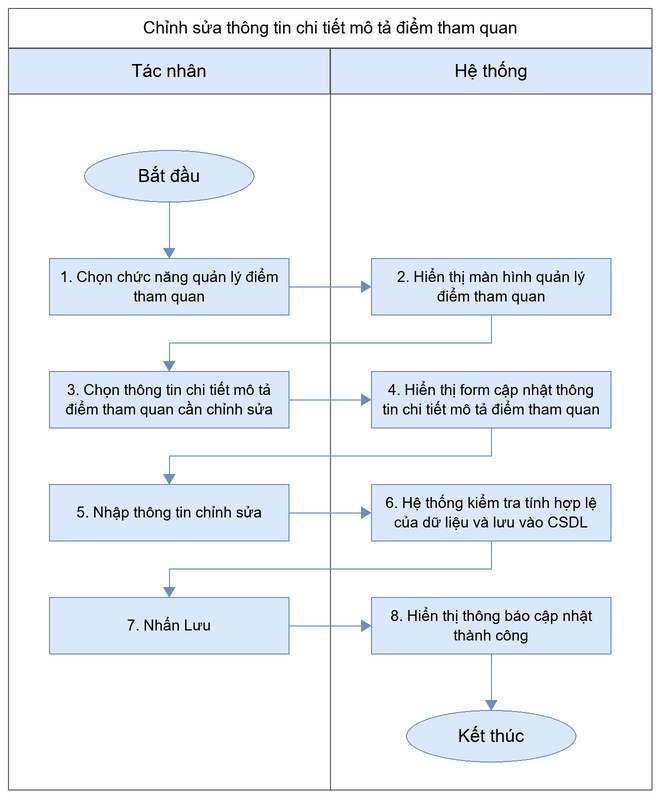 Chỉnh sửa thông tin chi tiết mô tả điểm tham quan
Tác nhân
Hệ thống
Bắt đầu
1. Chọn chức năng quản lý điểm
tham quan
2. Hiển thị màn hình quản lý
điểm tham quan
3. Chọn thông tin chi tiết mô tả
điểm tham quan cần chỉnh sửa
4. Hiển thị form cập nhật thông
tin chi tiết mô tả điểm tham quan
5. Nhập thông tin chỉnh sửa
6. Hệ thống kiểm tra tính hợp lệ
của dữ liệu và lưu vào CSDL
7. Nhấn Lưu
8. Hiển thị thông báo cập nhật
thành công
Kết thúc